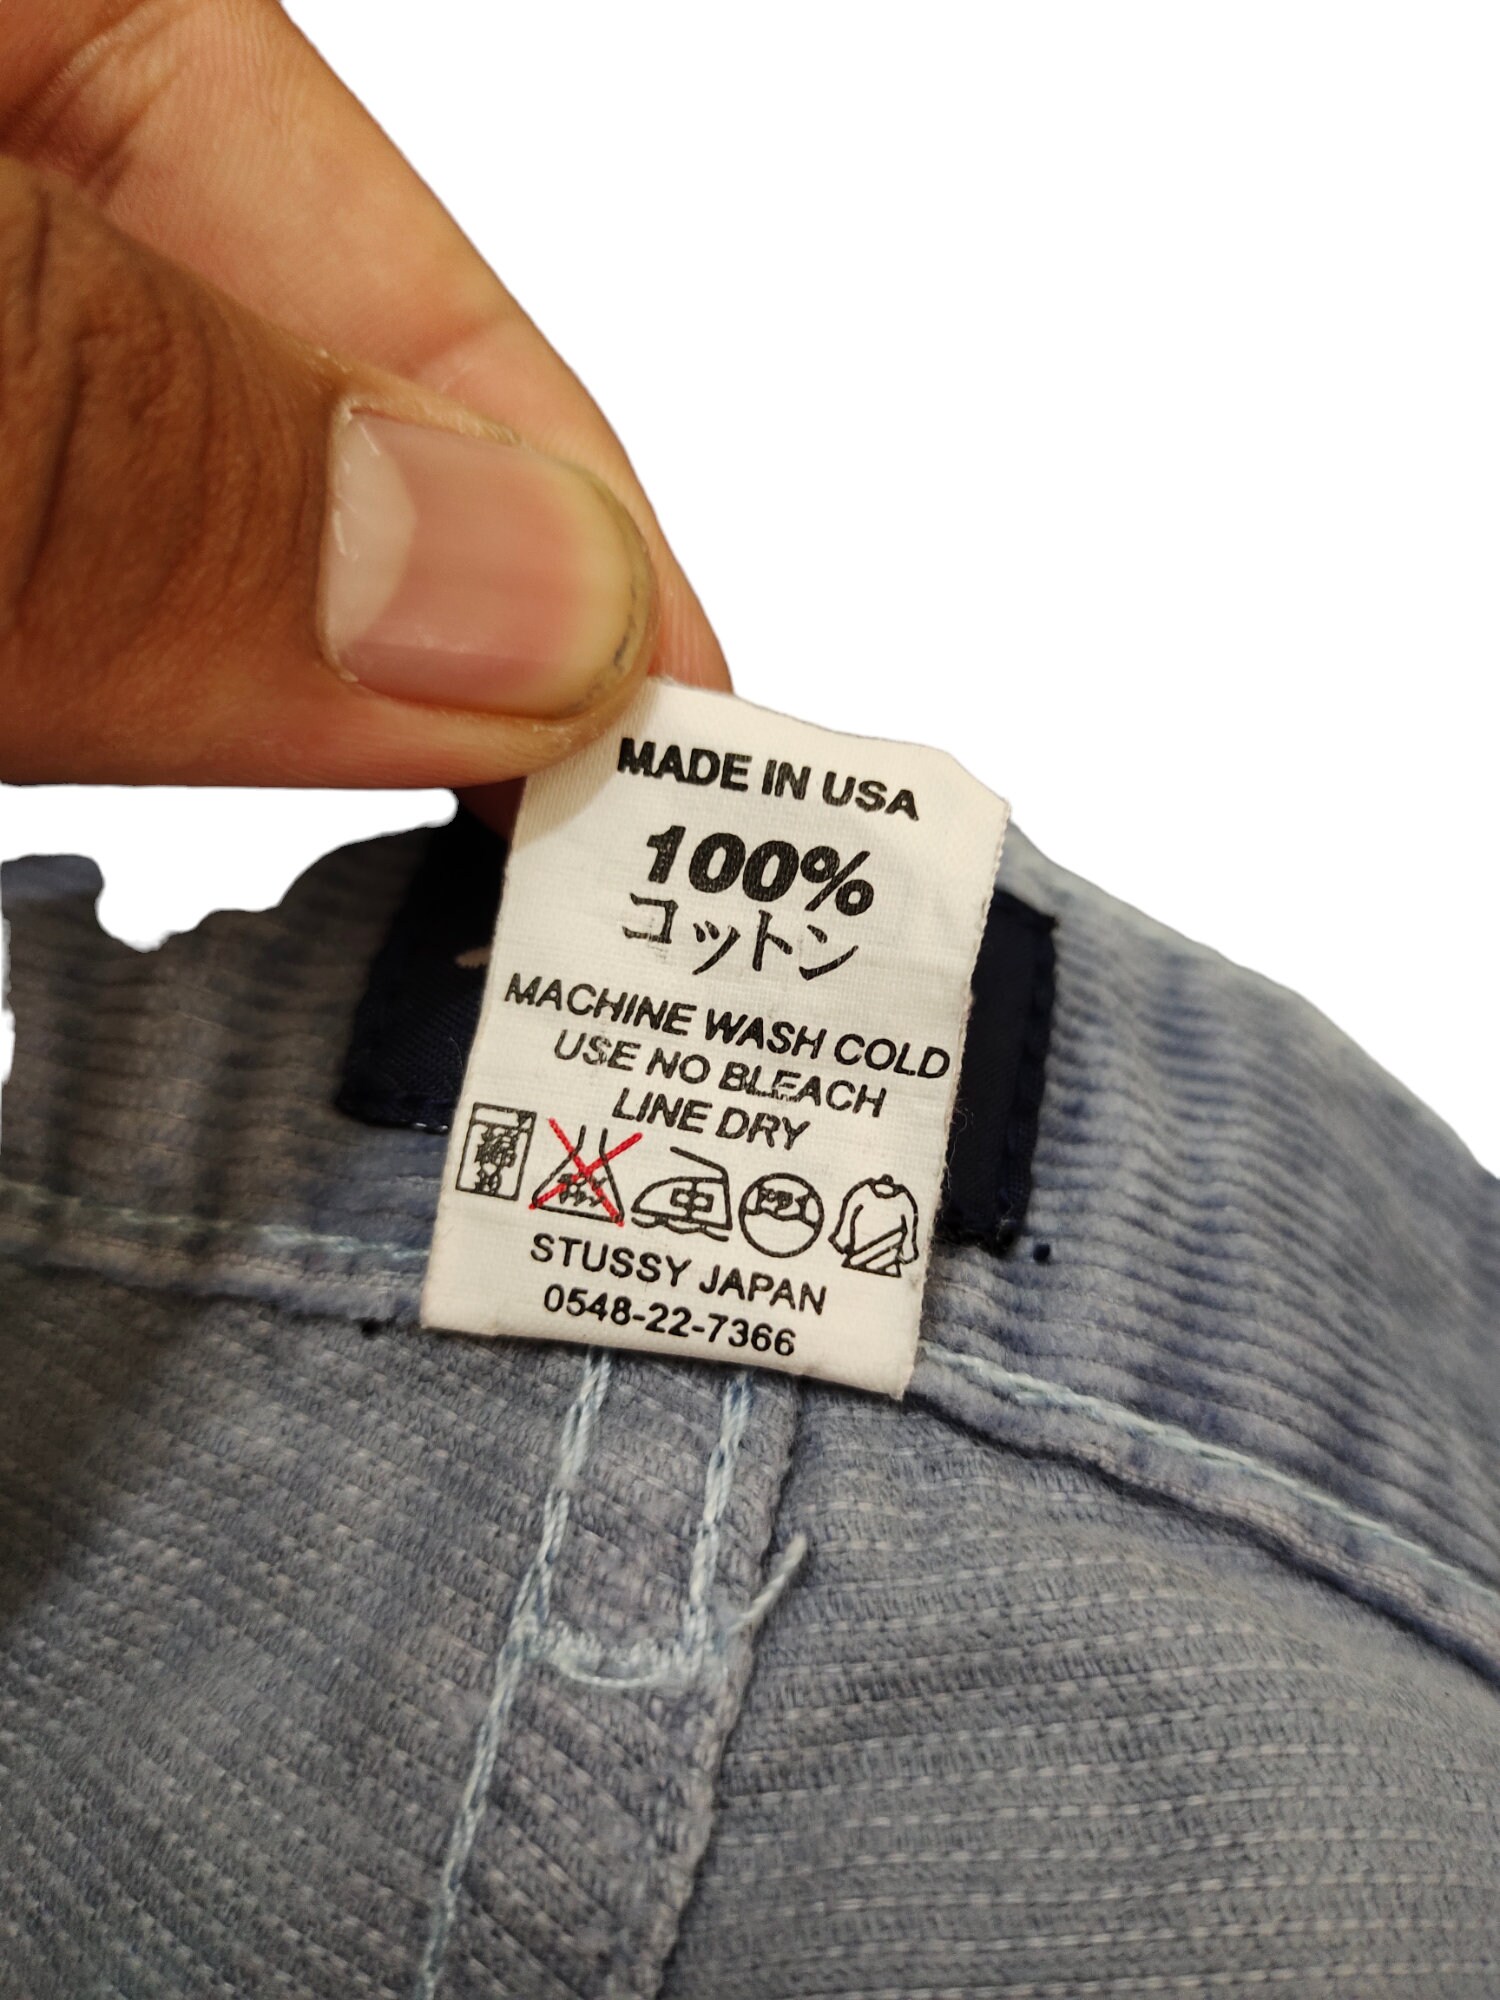 MADE IN USA
100%
コットン
MACHINE WASH COLD
USE NO BLEACH
LINE DRY
中
STUSSY JAPAN
0548-22-7366